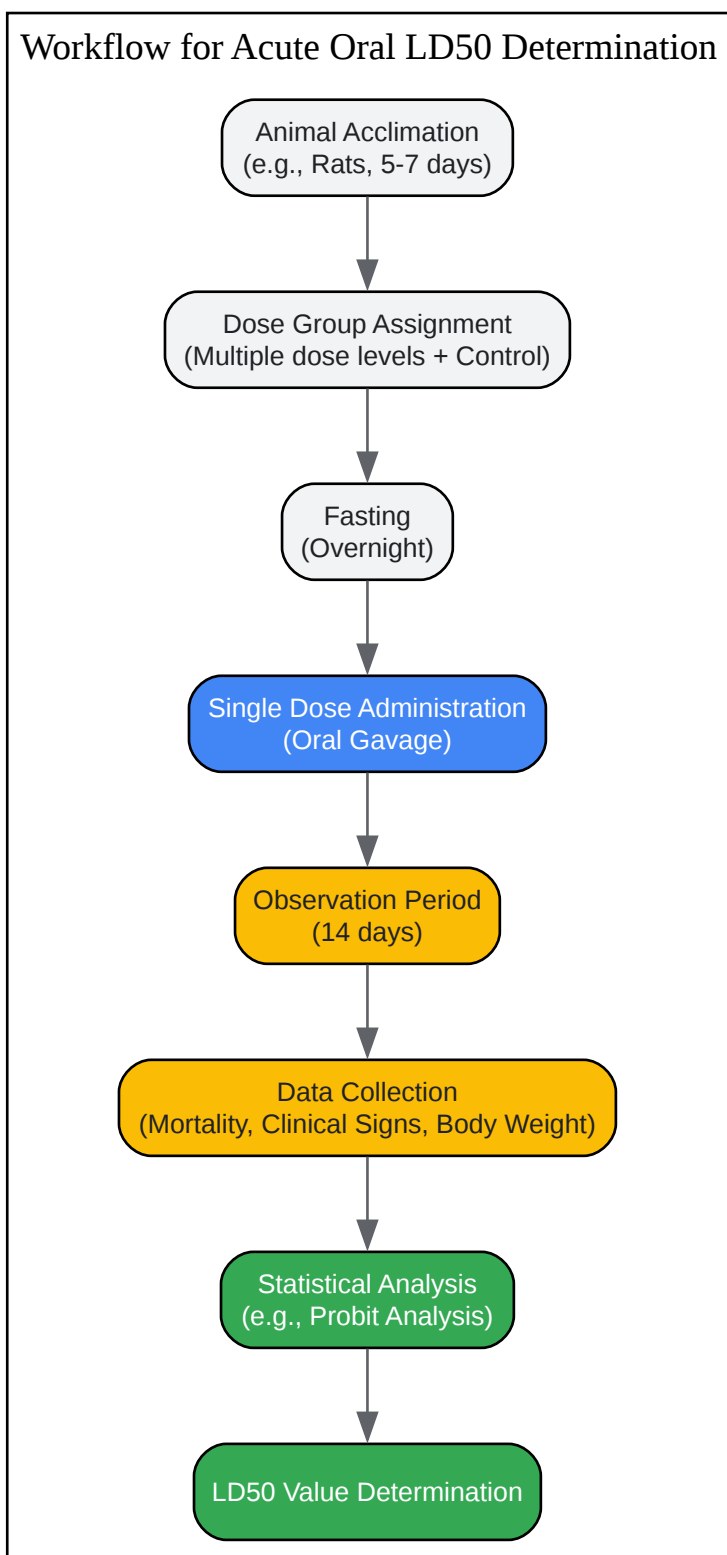 Workflow for Acute Oral LD50 Determination
Animal Acclimation
(e.g., Rats, 5-7 days)
Dose Group Assignment
(Multiple dose levels + Control)
Fasting
(Overnight)
Single Dose Administration
(Oral Gavage)
Observation Period
(14 days)
Data Collection
(Mortality, Clinical Signs, Body Weight)
Statistical Analysis
(e.g., Probit Analysis)
LD50 Value Determination